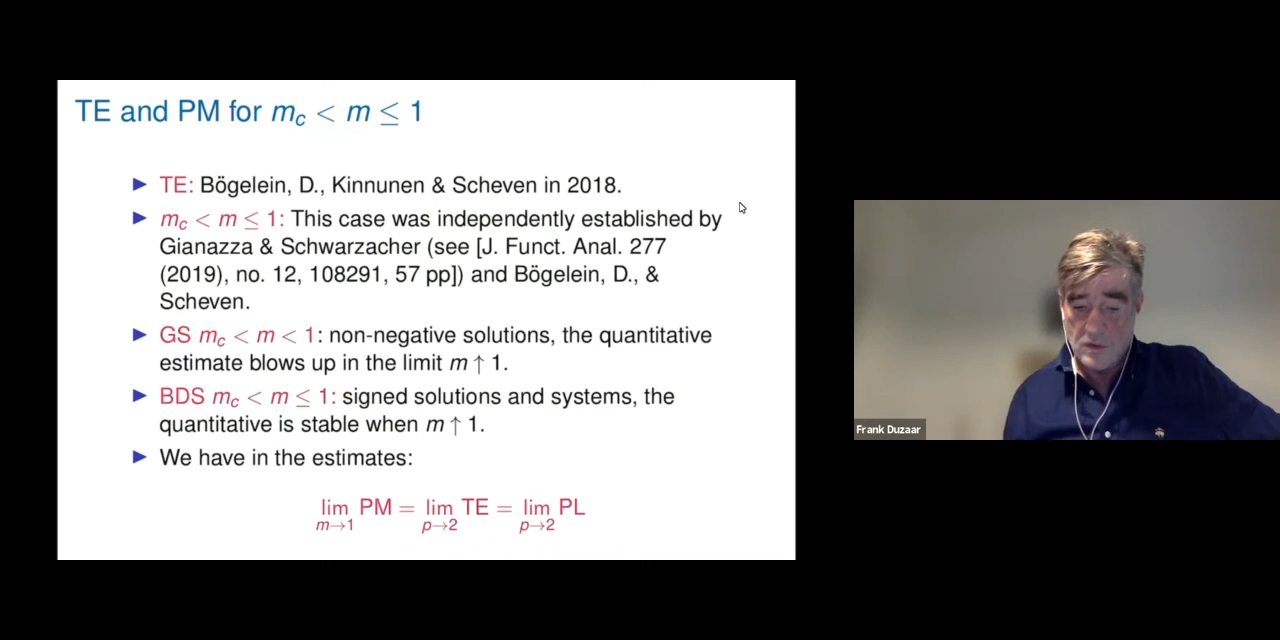 TE and PM for m_c < m ≤ 1
▶ TE: Bögelein, D., Kinnunen & Scheven in 2018.
▶ m_c < m ≤ 1: This case was independently established by
Gianazza & Schwarzacher (see [J. Funct. Anal. 277
(2019), no. 12, 108291, 57 pp]) and Bögelein, D., &
Scheven.
▶ GS m_c < m < 1: non-negative solutions, the quantitative
estimate blows up in the limit m ↑ 1.
▶ BDS m_c < m ≤ 1: signed solutions and systems, the
quantitative is stable when m ↑ 1.
▶ We have in the estimates:
lim PM = lim TE = lim PL
m→1 p→2 p→2
Frank Duzaar